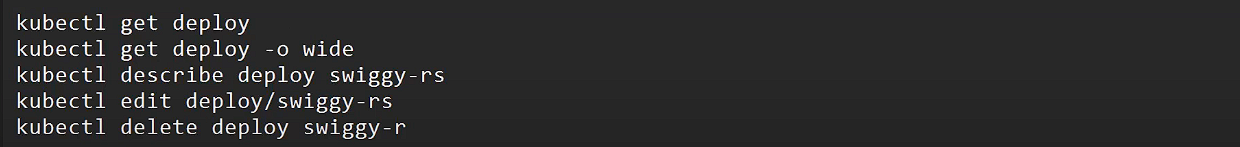 kubectl get deploy
kubectl get deploy -o wide
kubectl describe deploy swiggy-rs
kubectl edit deploy/swiggy-rs
kubectl delete deploy swiggy-r